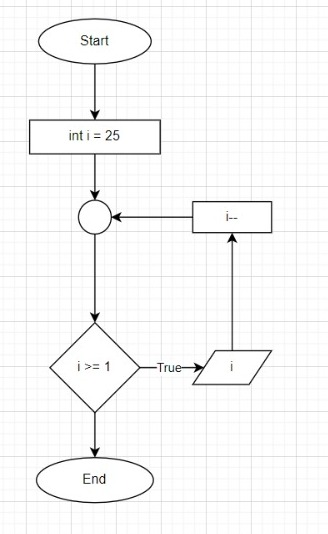 Start
int i = 25
i--
i >= 1
True
i
End